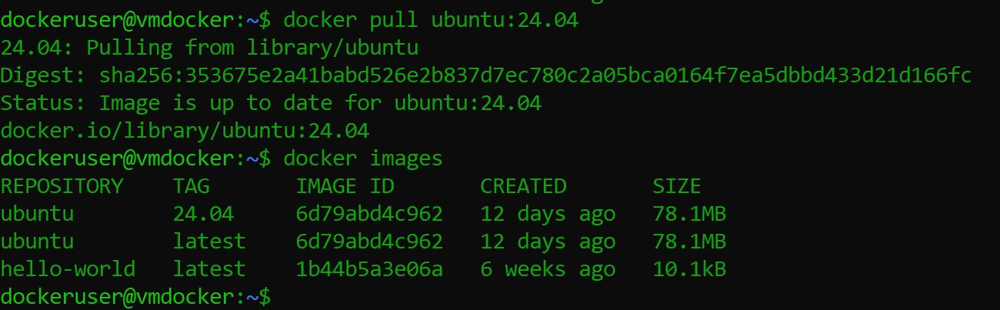 dockeruser@vmdocker:~$ docker pull ubuntu:24.04
24.04: Pulling from library/ubuntu
Digest: sha256:353675e2a41babd526e2b837d7ec780c2a05bca0164f7ea5dbbd433d21d166fc
Status: Image is up to date for ubuntu:24.04
docker.io/library/ubuntu:24.04
dockeruser@vmdocker:~$ docker images
REPOSITORY    TAG       IMAGE ID       CREATED       SIZE
ubuntu        24.04     6d79abd4c962   12 days ago   78.1MB
ubuntu        latest    6d79abd4c962   12 days ago   78.1MB
hello-world   latest    1b44b5a3e06a   6 weeks ago   10.1kB
dockeruser@vmdocker:~$